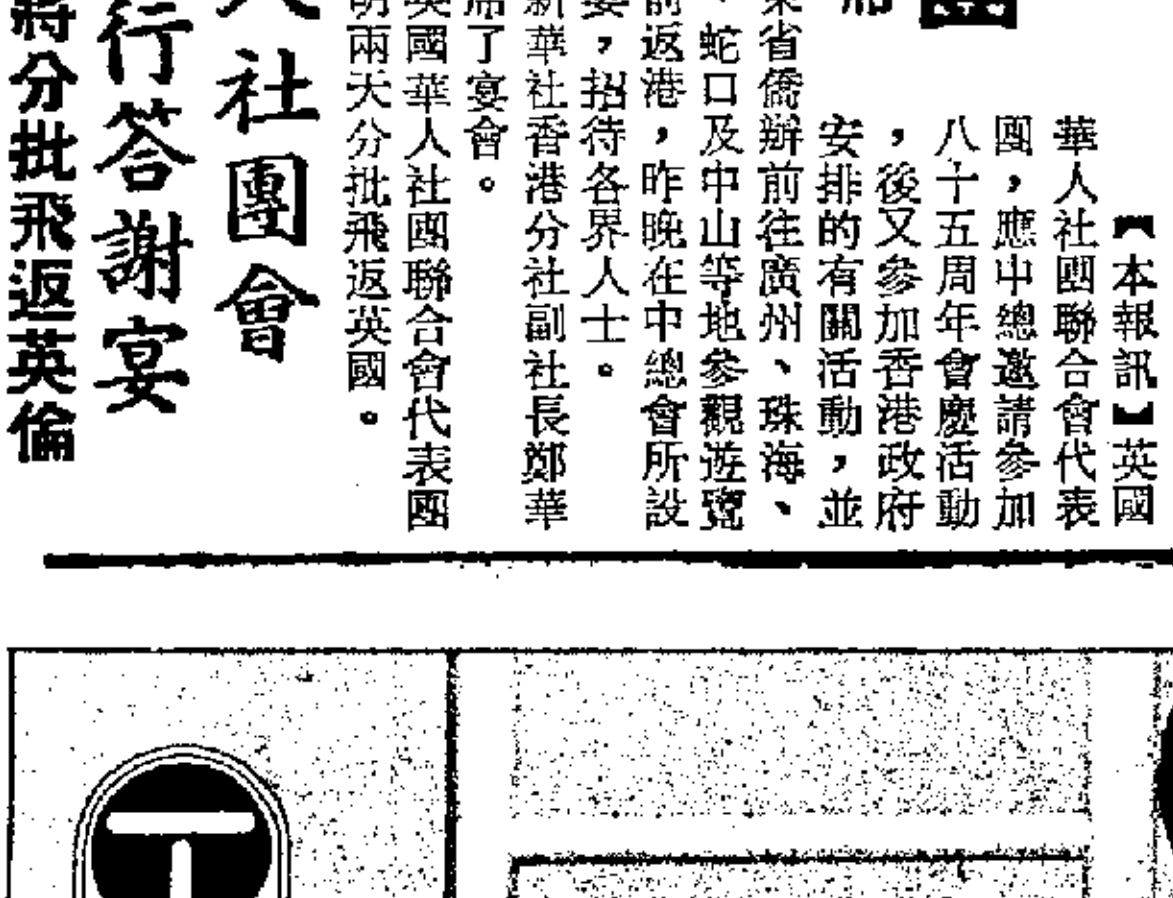 【本報訊】英國
華人社團聯合會代表
團，應中總邀請參加
八十五周年會慶活動
，後又參加香港政府
安排的有關活動，並
東省僑辦前往廣州、珠海、
、蛇口及中山等地參觀遊覽
前返港，昨晚在中總會所設
宴，招待各界人士。
新華社香港分社副社長鄭華
席了宴會。
英國華人社團聯合會代表團
明兩天分批飛返英國。
人社團會
行答謝宴
將分批飛返英倫